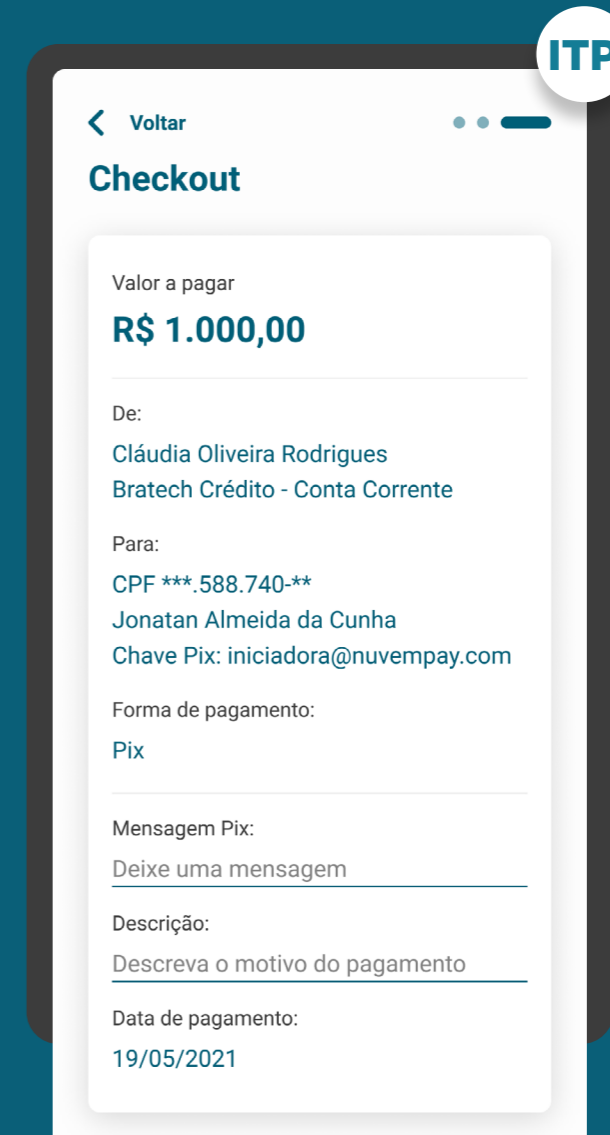 ITP
Voltar
Checkout
Valor a pagar
R$ 1.000,00
De:
Cláudia Oliveira Rodrigues
Bratech Crédito - Conta Corrente
Para:
CPF ***.588.740-**
Jonatan Almeida da Cunha
Chave Pix: iniciadora@nuvempay.com
Forma de pagamento:
Pix
Mensagem Pix:
Deixe uma mensagem
Descrição:
Descreva o motivo do pagamento
Data de pagamento:
19/05/2021